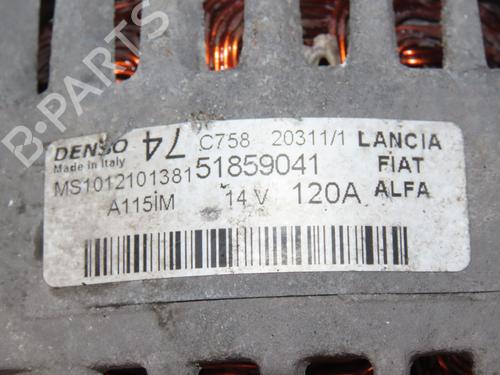 B-PARTS
DENSO 74 C758 20311/1 LANCIA
Made in Italy
MS1012101381 51859041 FIAT
A115IM 14 V 120A ALFA